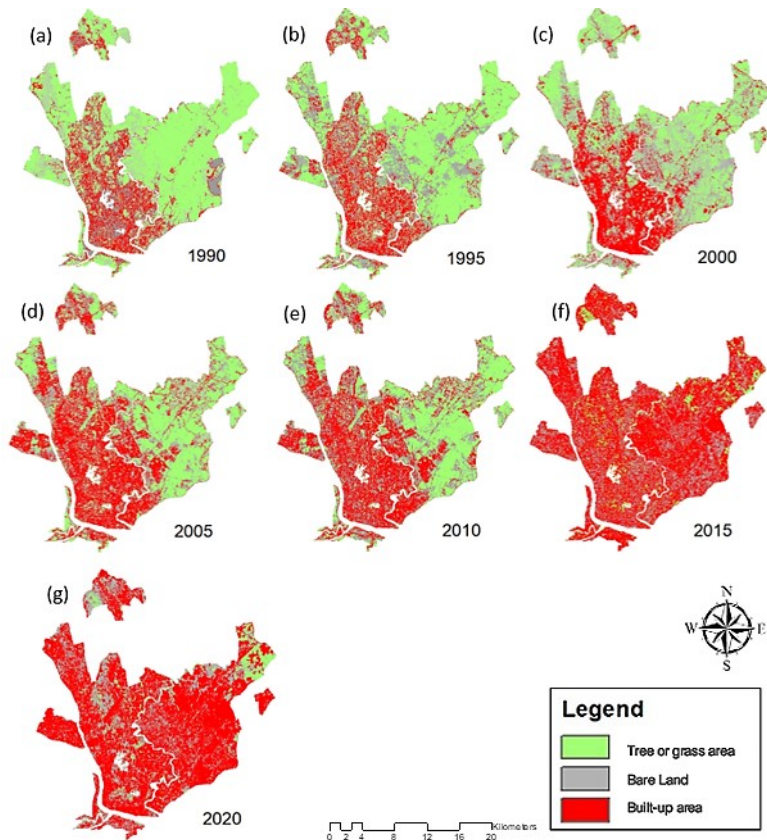 (a)
(b)
(c)
1990
1995
2000
(d)
(e)
(f)
2005
2010
2015
(g)
N
W E
S
Legend
Tree or grass area
Bare Land
Built-up area
2020
Kilometers
0 2 4 8 12 16 20